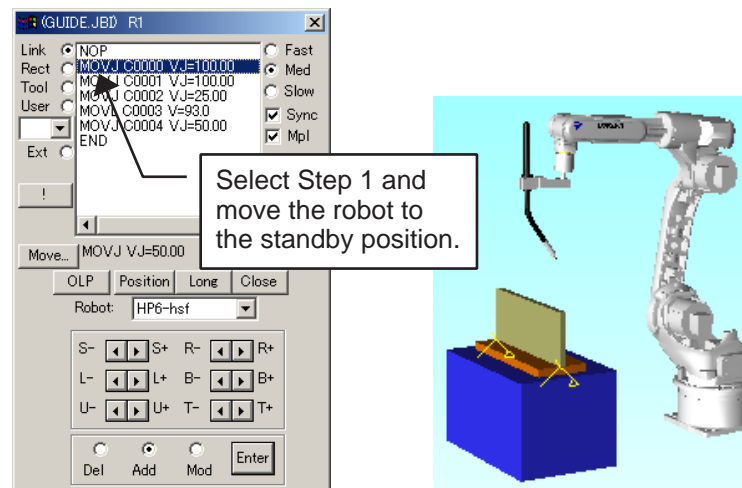 (GUIDE.JBI) R1
Link
Rect
Tool
User
Ext
!
NOP
MOVJ C0000 VJ=100.00
MOVJ C0001 VJ=100.00
MOVJ C0002 VJ=25.00
MOVL C0003 V=93.0
MOVJ C0004 VJ=50.00
END
Fast
Med
Slow
Sync
Mpl
Select Step 1 and
move the robot to
the standby position.
Move... MOVJ VJ=50.00
OLP Position Long Close
Robot: HP6-hsf
S- S+ R- R+
L- L+ B- B+
U- U+ T- T+
Del Add Mod Enter